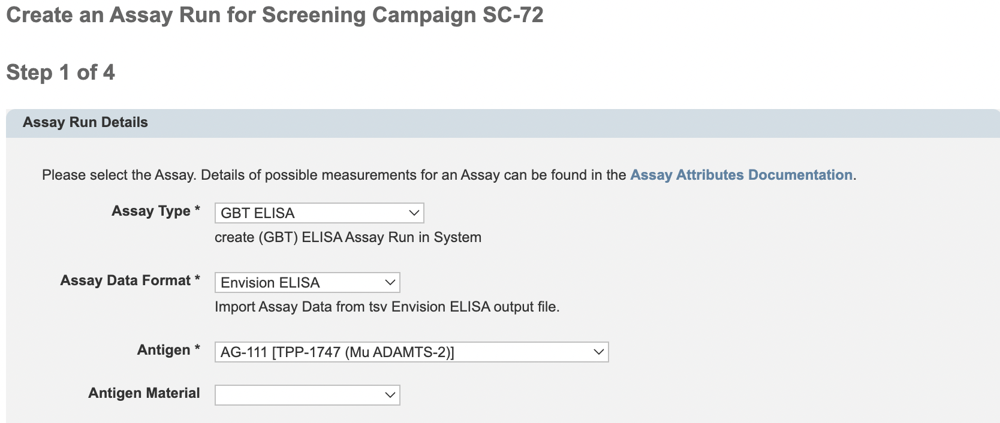 Create an Assay Run for Screening Campaign SC-72
Step 1 of 4
Assay Run Details
Please select the Assay. Details of possible measurements for an Assay can be found in the Assay Attributes Documentation.
Assay Type * GBT ELISA
create (GBT) ELISA Assay Run in System
Assay Data Format * Envision ELISA
Import Assay Data from tsv Envision ELISA output file.
Antigen * AG-111 [TPP-1747 (Mu ADAMTS-2)]
Antigen Material